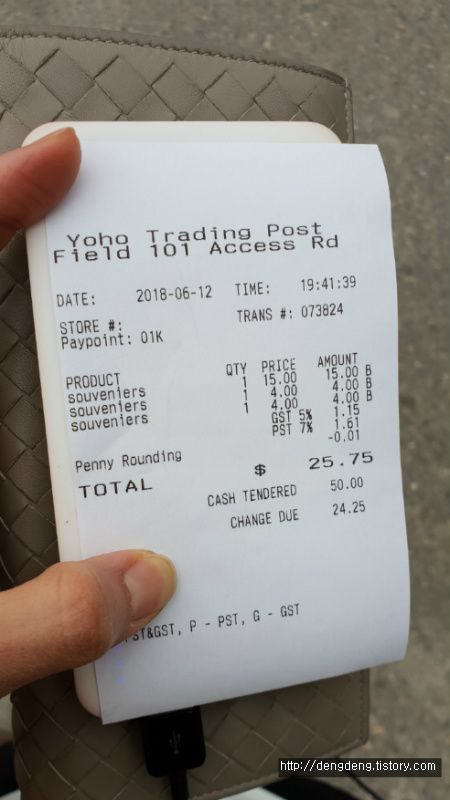 Yoho Trading Post
Field 101 Access Rd
DATE: 2018-06-12 TIME: 19:41:39
STORE #: TRANS #: 073824
Paypoint: 01K
PRODUCT QTY PRICE AMOUNT
souveniers 1 15.00 15.00 B
souveniers 1 4.00 4.00 B
souveniers 1 4.00 4.00 B
GST 5% 1.15
PST 7% 1.61
Penny Rounding -0.01
TOTAL $ 25.75
CASH TENDERED 50.00
CHANGE DUE 24.25
PST&GST, P - PST, G - GST
http://dengdeng.tistory.com